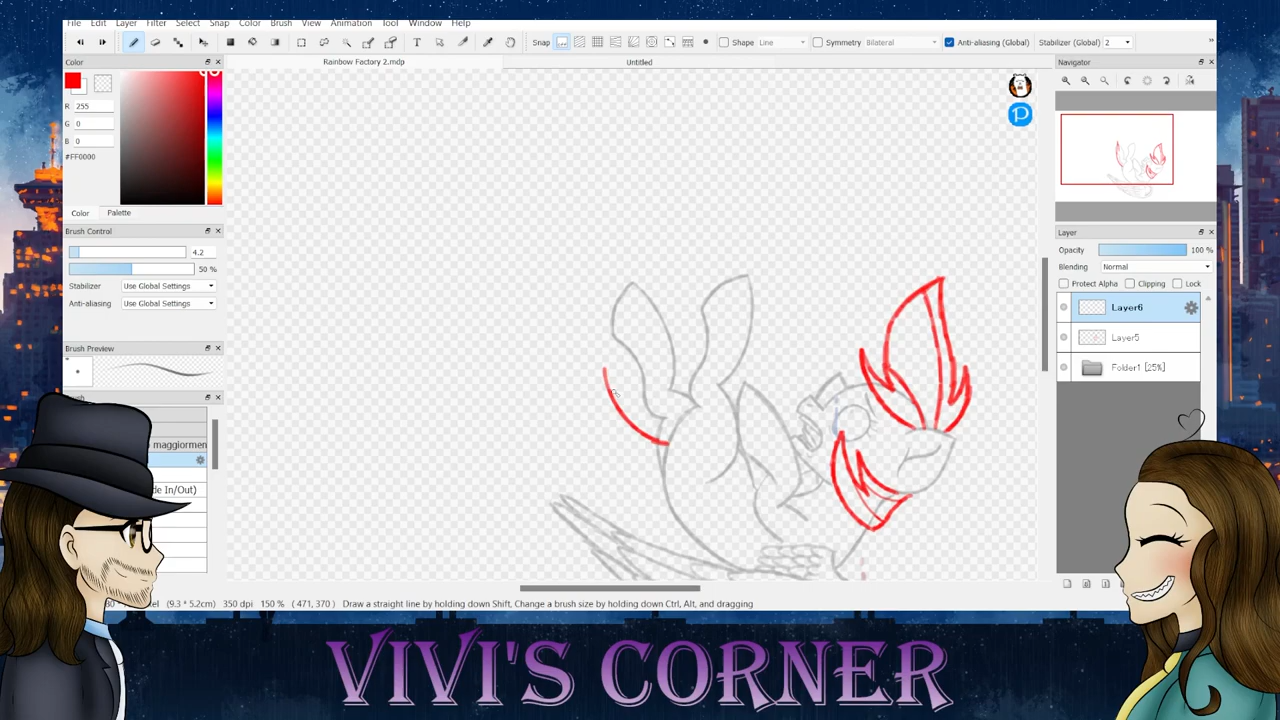 File Edit Layer Filter Select Snap Color Brush View Animation Tool Window Help
Snap Shape Line Symmetry Bilateral Anti-aliasing (Global) Stabilizer (Global) 2
Color Rainbow Factory 2.mdp Untitled Navigator
R 255
G 0
B 0
#FF0000
Color Palette
Brush Control
4.2
50 %
Stabilizer Use Global Settings
Anti-aliasing Use Global Settings
Brush Preview
Layer
Opacity 100 %
Blending Normal
Protect Alpha Clipping Lock
Layer6
Layer5
Folder1 [25%]
maggiormen
de In/Out)
(9.3 * 5.2cm) 350 dpi 150 % ( 471, 370 ) Draw a straight line by holding down Shift, Change a brush size by holding down Ctrl, Alt, and dragging
VIVI'S CORNER